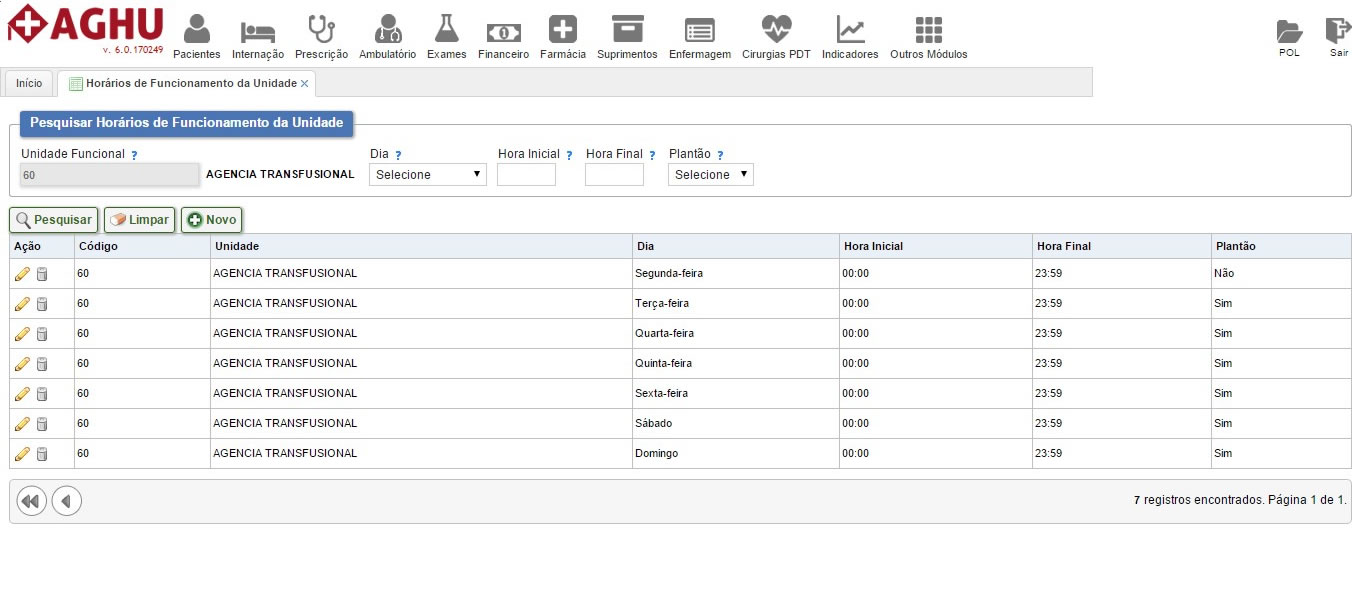 AGHU
v. 6.0.170249
Pacientes Internação Prescrição Ambulatório Exames Financeiro Farmácia Suprimentos Enfermagem Cirurgias PDT Indicadores Outros Módulos POL Sair
Início Horários de Funcionamento da Unidade ×
Pesquisar Horários de Funcionamento da Unidade
Unidade Funcional ? Dia ? Hora Inicial ? Hora Final ? Plantão ?
60 AGENCIA TRANSFUSIONAL Selecione Selecione
Pesquisar Limpar Novo
Ação Código Unidade Dia Hora Inicial Hora Final Plantão
60 AGENCIA TRANSFUSIONAL Segunda-feira 00:00 23:59 Não
60 AGENCIA TRANSFUSIONAL Terça-feira 00:00 23:59 Sim
60 AGENCIA TRANSFUSIONAL Quarta-feira 00:00 23:59 Sim
60 AGENCIA TRANSFUSIONAL Quinta-feira 00:00 23:59 Sim
60 AGENCIA TRANSFUSIONAL Sexta-feira 00:00 23:59 Sim
60 AGENCIA TRANSFUSIONAL Sábado 00:00 23:59 Sim
60 AGENCIA TRANSFUSIONAL Domingo 00:00 23:59 Sim
7 registros encontrados. Página 1 de 1.